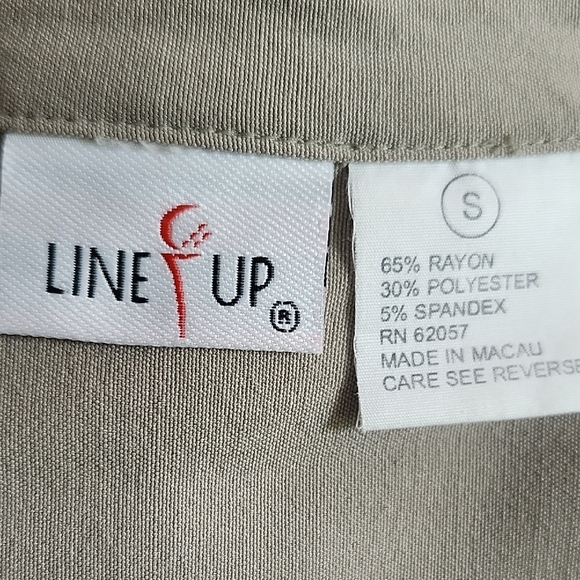 LINE UP ®
S
65% RAYON
30% POLYESTER
5% SPANDEX
RN 62057
MADE IN MACAU
CARE SEE REVERSE